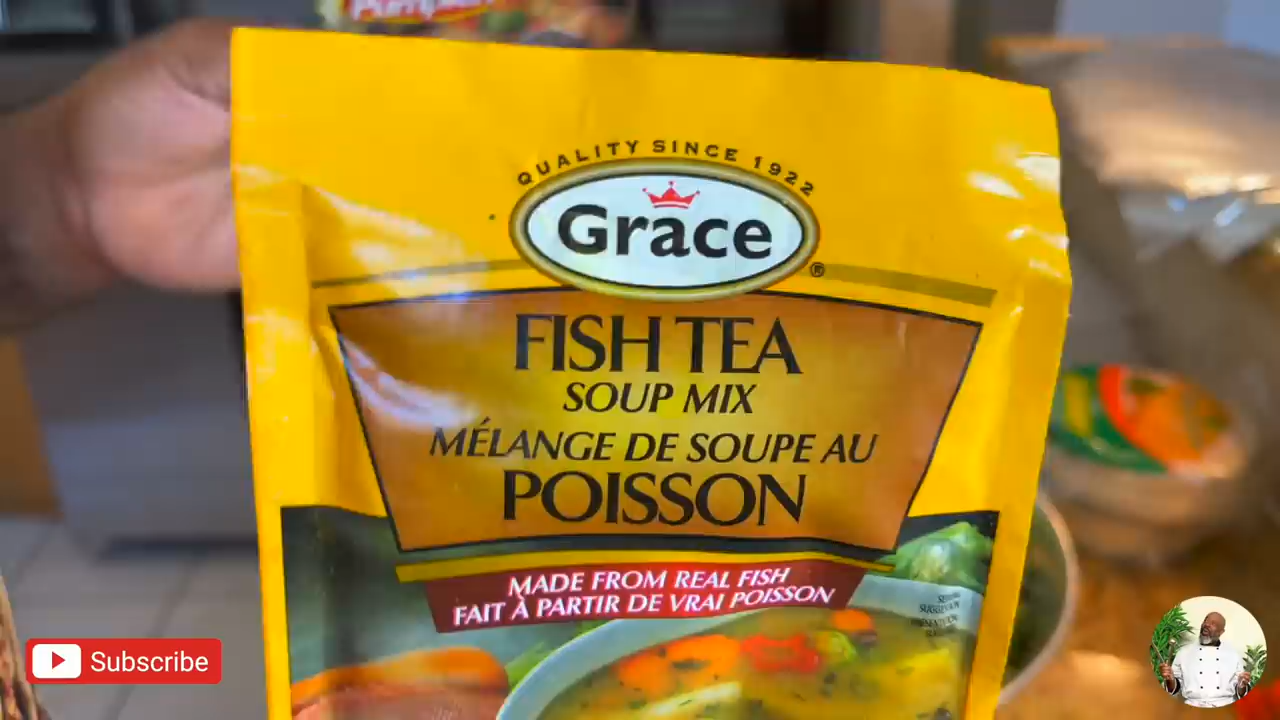 QUALITY SINCE 1922
Grace
®
FISH TEA
SOUP MIX
MÉLANGE DE SOUPE AU
POISSON
MADE FROM REAL FISH
FAIT À PARTIR DE VRAI POISSON
Subscribe